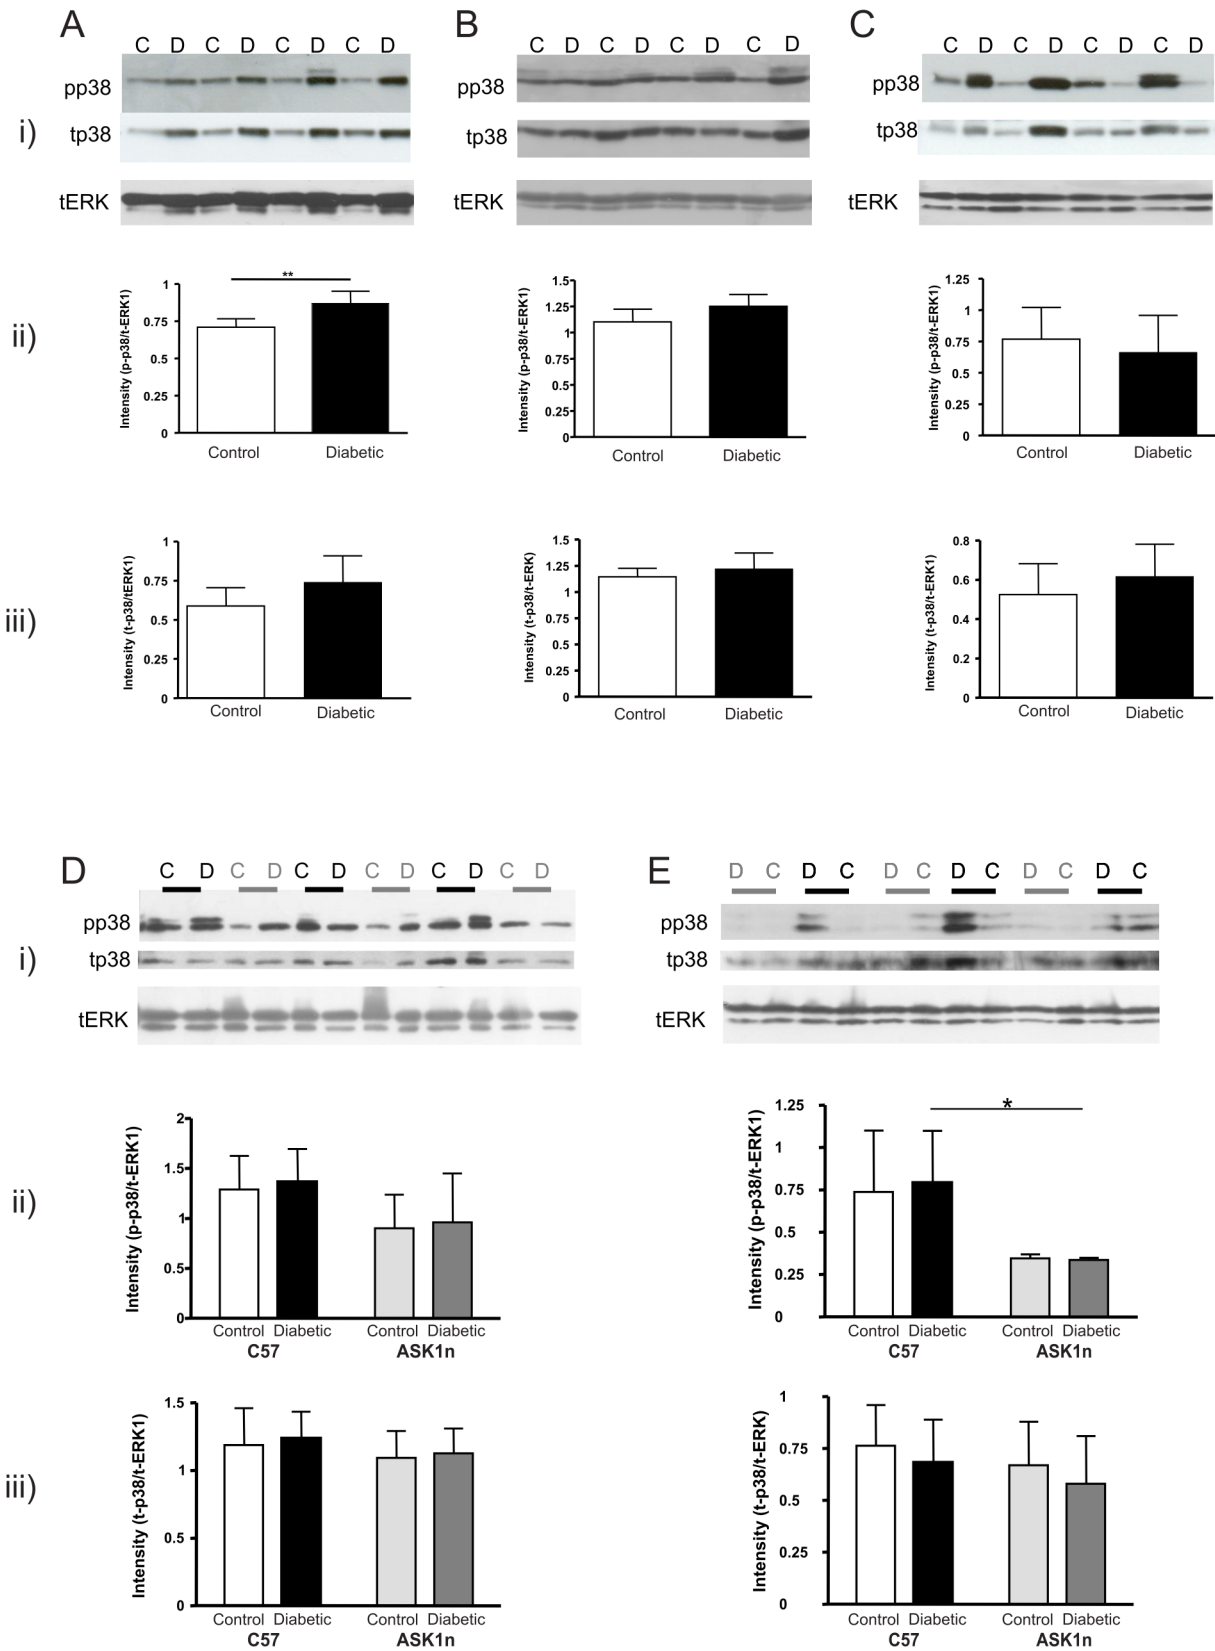 A B C
C D C D C D C D
C D C D C D C D
C D C D C D C D
pp38 pp38 pp38
i) tp38 tp38 tp38
tERK tERK tERK
ii)
Intensity (p-p38/t-ERK1)
1
0.75
0.5
0.25
0
**
Control Diabetic
Intensity (p-p38/t-ERK1)
1.5
1.25
1
0.75
0.5
0.25
0
Control Diabetic
Intensity (p-p38/t-ERK1)
1.25
1
0.75
0.5
0.25
0
Control Diabetic
iii)
Intensity (t-p38/tERK1)
1
0.75
0.5
0.25
0
Control Diabetic
Intensity (t-p38/t-ERK)
1.5
1.25
1
0.75
0.5
0.25
0
Control Diabetic
Intensity (t-p38/t-ERK1)
0.8
0.6
0.4
0.2
0
Control Diabetic
D E
C D C D C D C D C D C D
D C D C D C D C D C D C
pp38 pp38
i) tp38 tp38
tERK tERK
ii)
Intensity (p-p38/t-ERK1)
2
1.5
1
0.5
0
Control Diabetic Control Diabetic
C57 ASK1n
Intensity (p-p38/t-ERK1)
1.25
1
0.75
0.5
0.25
0
*
Control Diabetic Control Diabetic
C57 ASK1n
iii)
Intensity (t-p38/t-ERK1)
1.5
1
0.5
0
Control Diabetic Control Diabetic
C57 ASK1n
Intensity (t-p38/t-ERK)
1
0.75
0.5
0.25
0
Control Diabetic Control Diabetic
C57 ASK1n